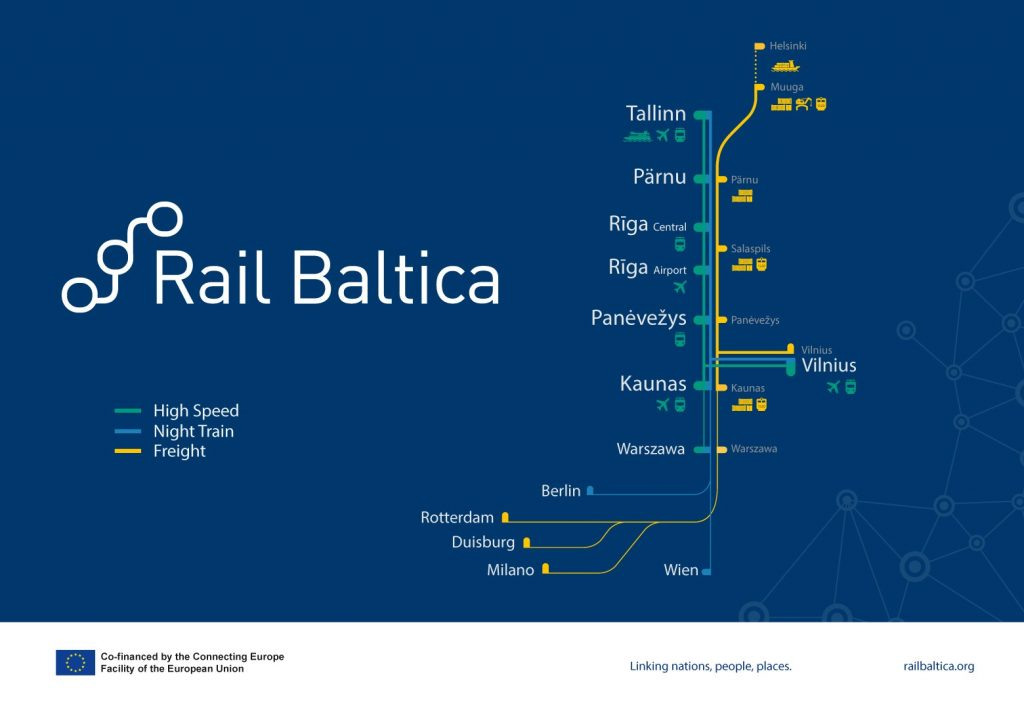 Helsinki
Muuga
Tallinn
Pärnu
Pärnu
Rīga Central
Salaspils
Rīga Airport
Panėvežys
Panėvežys
Vilnius
Vilnius
Kaunas
Kaunas
Warszawa
Warszawa
Berlin
Rotterdam
Duisburg
Milano
Wien
Rail Baltica
High Speed
Night Train
Freight
Co-financed by the Connecting Europe
Facility of the European Union
Linking nations, people, places.
railbaltica.org